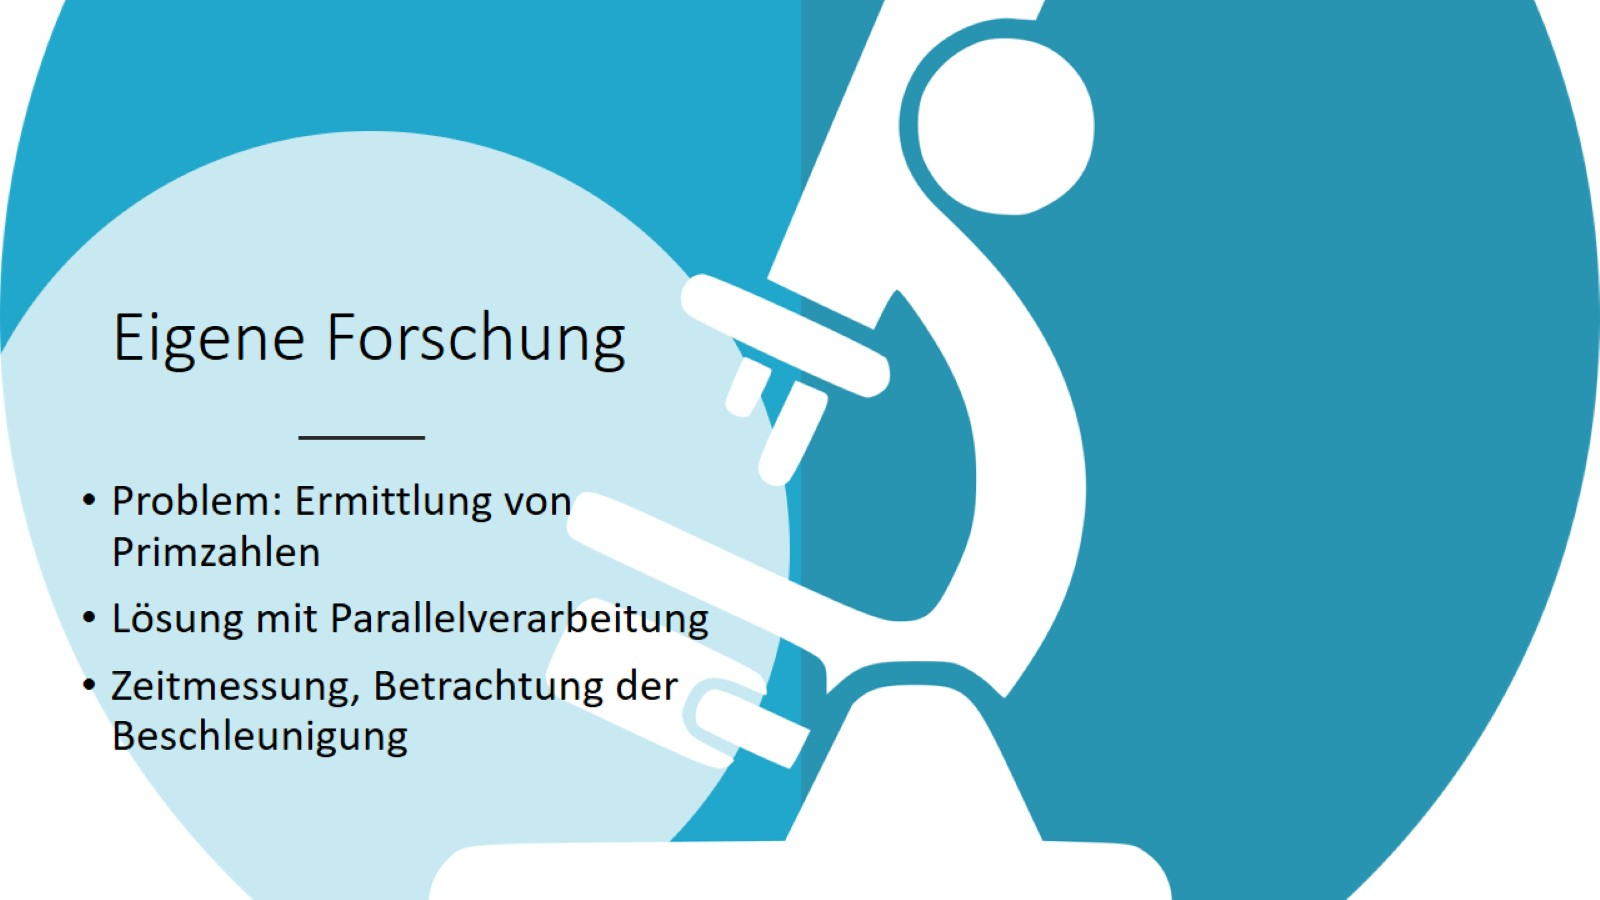 Eigene Forschung
• Problem: Ermittlung von
Primzahlen
• Lösung mit Parallelverarbeitung
• Zeitmessung, Betrachtung der
Beschleunigung